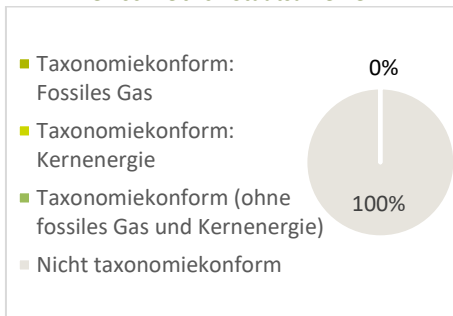 Taxonomiekonform:
Fossiles Gas
Taxonomiekonform:
Kernenergie
Taxonomiekonform (ohne
fossiles Gas und Kernenergie)
Nicht taxonomiekonform
0%
100%